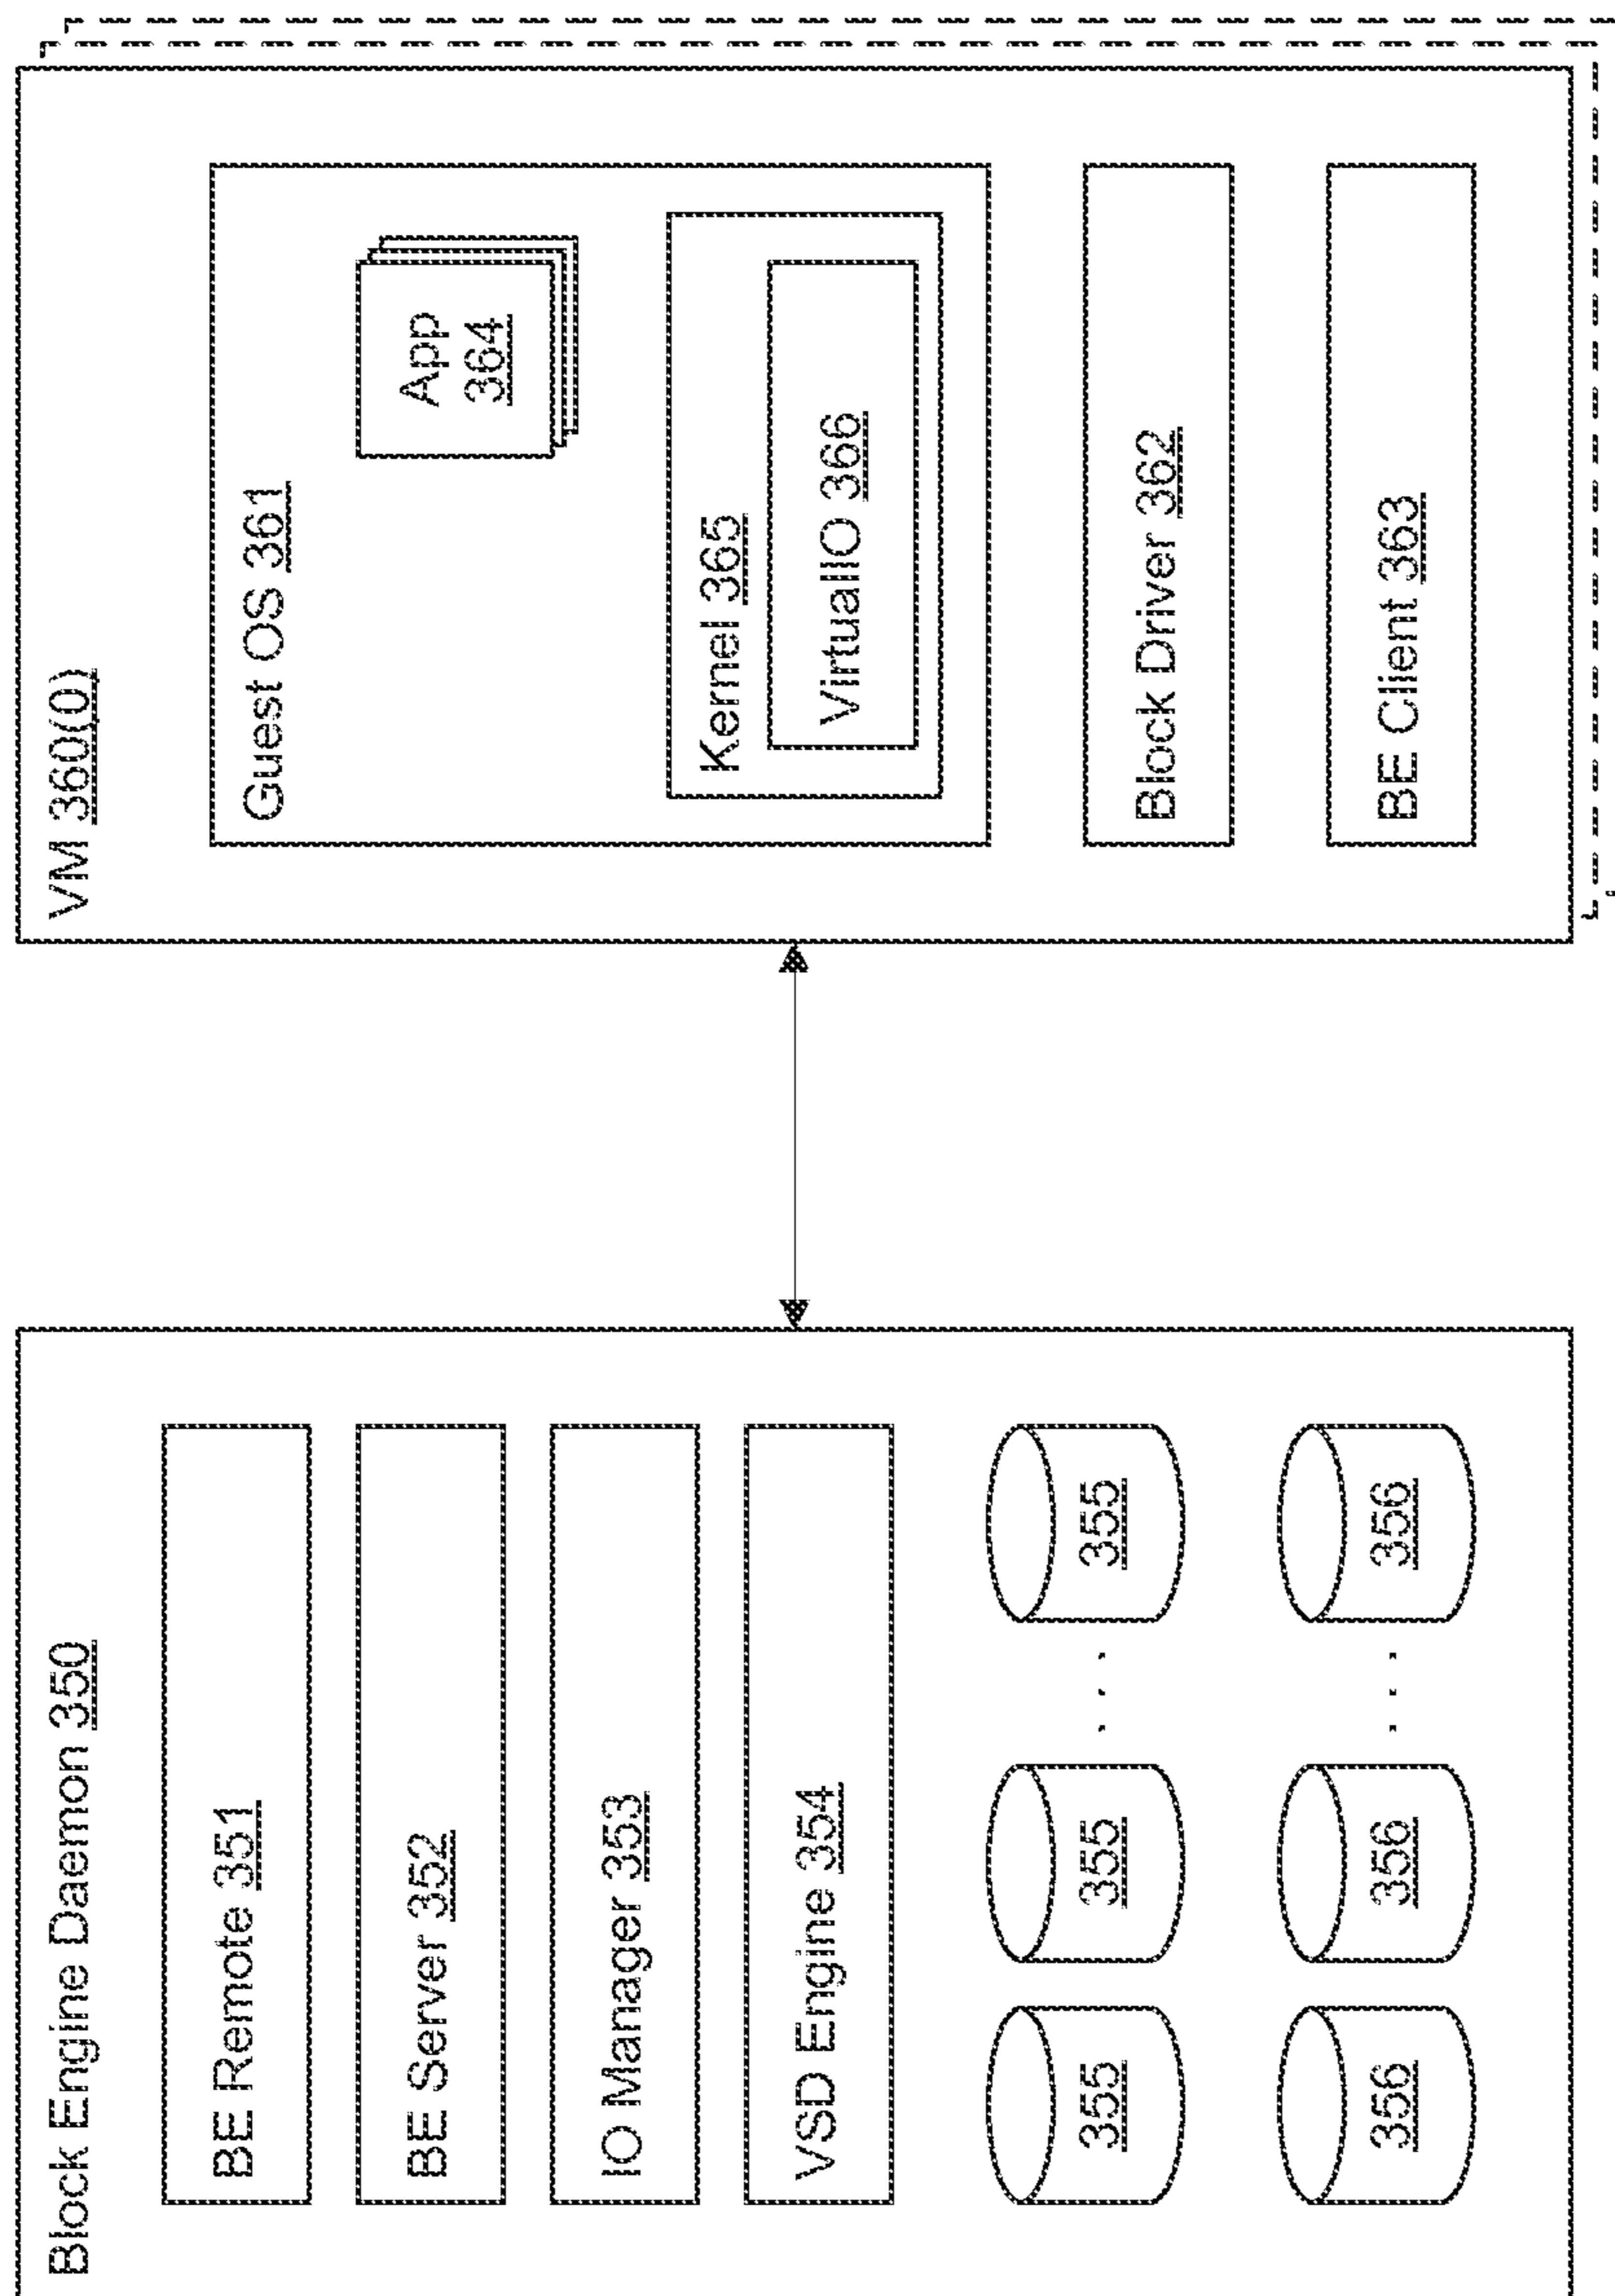 Block Engine Daemon 350
BE Remote 351
BE Server 352
IO Manager 353
VSD Engine 354
355
355
. . .
355
356
356
. . .
356
VM 360(0)
Guest OS 361
App
364
Kernel 365
VirtualIO 366
Block Driver 362
BE Client 363